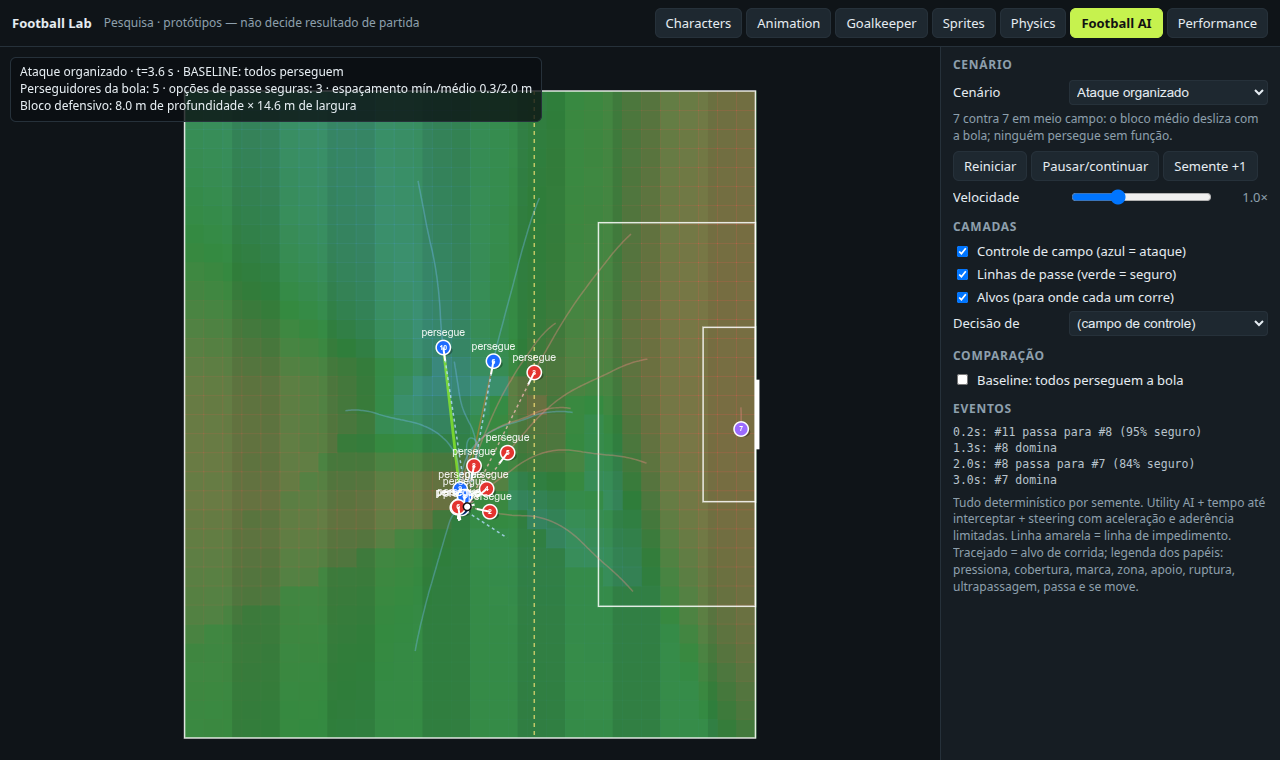 Football Lab
Pesquisa · protótipos — não decide resultado de partida
Characters
Animation
Goalkeeper
Sprites
Physics
Football AI
Performance
Ataque organizado · t=3.6 s · BASELINE: todos perseguem
Perseguidores da bola: 5 · opções de passe seguras: 3 · espaçamento mín./médio 0.3/2.0 m
Bloco defensivo: 8.0 m de profundidade × 14.6 m de largura
persegue
persegue
persegue
persegue
persegue
persegue
CENÁRIO
Cenário
Ataque organizado
7 contra 7 em meio campo: o bloco médio desliza com
a bola; ninguém persegue sem função.
Reiniciar
Pausar/continuar
Semente +1
Velocidade
1.0×
CAMADAS
Controle de campo (azul = ataque)
Linhas de passe (verde = seguro)
Alvos (para onde cada um corre)
Decisão de
(campo de controle)
COMPARAÇÃO
Baseline: todos perseguem a bola
EVENTOS
0.2s: #11 passa para #8 (95% seguro)
1.3s: #8 domina
2.0s: #8 passa para #7 (84% seguro)
3.0s: #7 domina
Tudo determinístico por semente. Utility AI + tempo até
interceptar + steering com aceleração e aderência
limitadas. Linha amarela = linha de impedimento.
Tracejado = alvo de corrida; legenda dos papéis:
pressiona, cobertura, marca, zona, apoio, ruptura,
ultrapassagem, passa e se move.